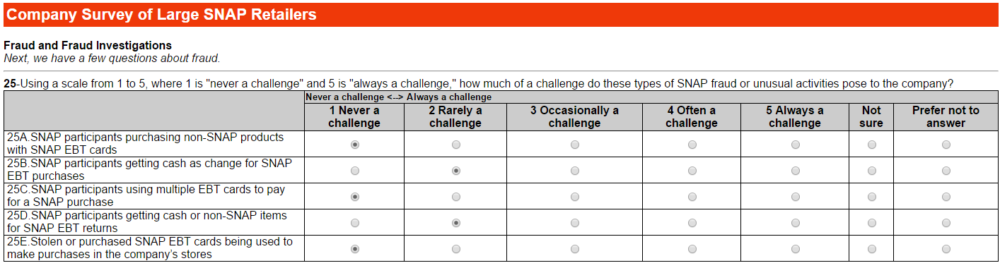 Company Survey of Large SNAP Retailers
Fraud and Fraud Investigations
Next, we have a few questions about fraud.
25-Using a scale from 1 to 5, where 1 is "never a challenge" and 5 is "always a challenge," how much of a challenge do these types of SNAP fraud or unusual activities pose to the company?
Never a challenge <--> Always a challenge
1 Never a
challenge
2 Rarely a
challenge
3 Occasionally a
challenge
4 Often a
challenge
5 Always a
challenge
Not
sure
Prefer not to
answer
25A.SNAP participants purchasing non-SNAP products
with SNAP EBT cards
25B.SNAP participants getting cash as change for SNAP
EBT purchases
25C.SNAP participants using multiple EBT cards to pay
for a SNAP purchase
25D.SNAP participants getting cash or non-SNAP items
for SNAP EBT returns
25E.Stolen or purchased SNAP EBT cards being used to
make purchases in the company's stores